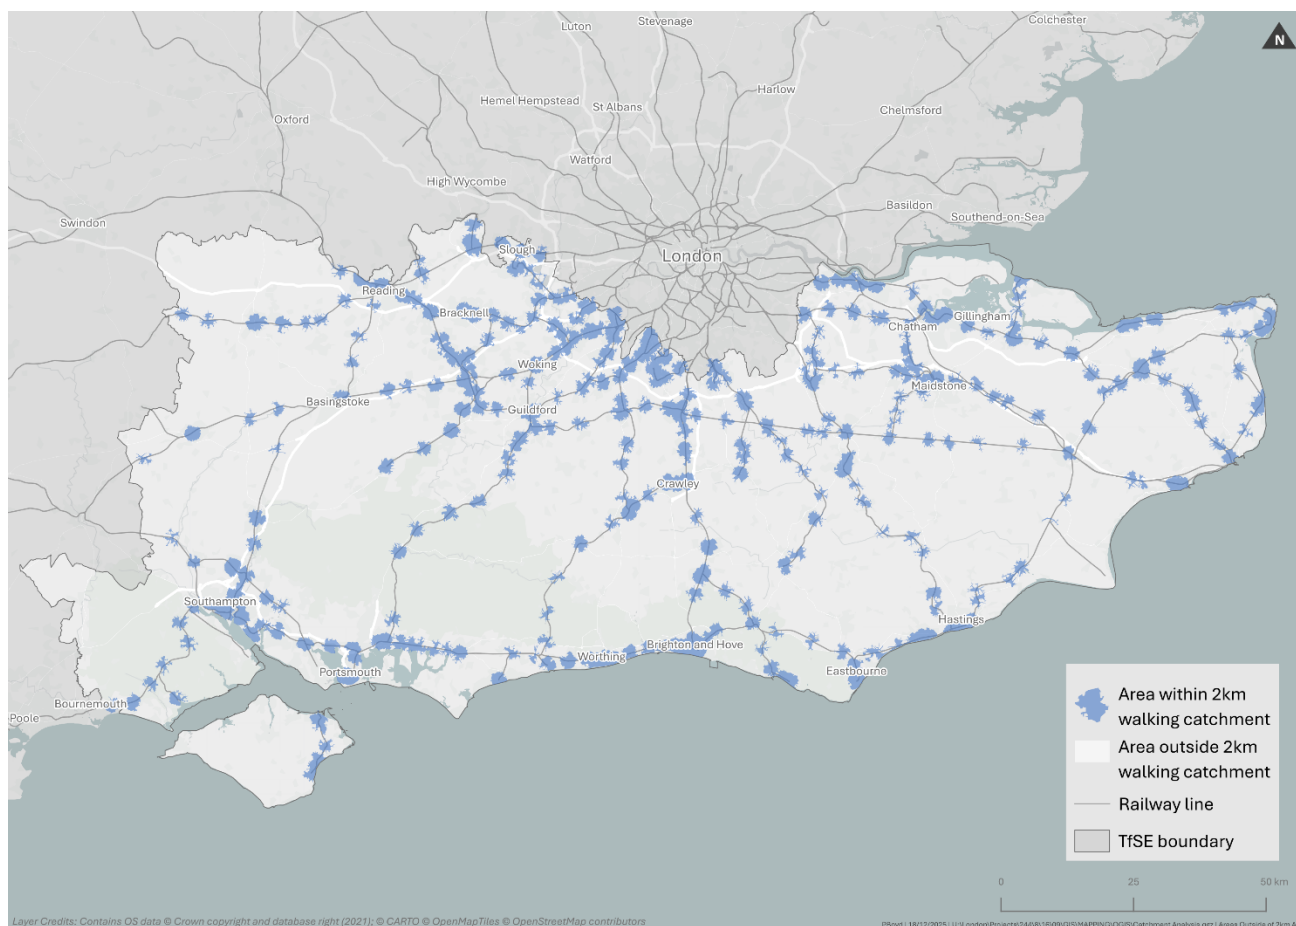 Colchester
Stevenage
Luton
N
Harlow
Hemel Hempstead
St Albans
Chelmsford
Oxford
Watford
High Wycombe
Basildon
Swindon
Southend-on-Sea
Slough
London
Reading
Bracknell
Gillingham
Chatham
Woking
Maidstone
Basingstoke
Guildford
Crawley
Southampton
Hastings
Brighton and Hove
Worthing
Portsmouth
Eastbourne
Bournemouth
Poole
Area within 2km
walking catchment
Area outside 2km
walking catchment
Railway line
TfSE boundary
0 25 50 km
Layer Credits: Contains OS data © Crown copyright and database right (2021); © CARTO © OpenMapTiles © OpenStreetMap contributors